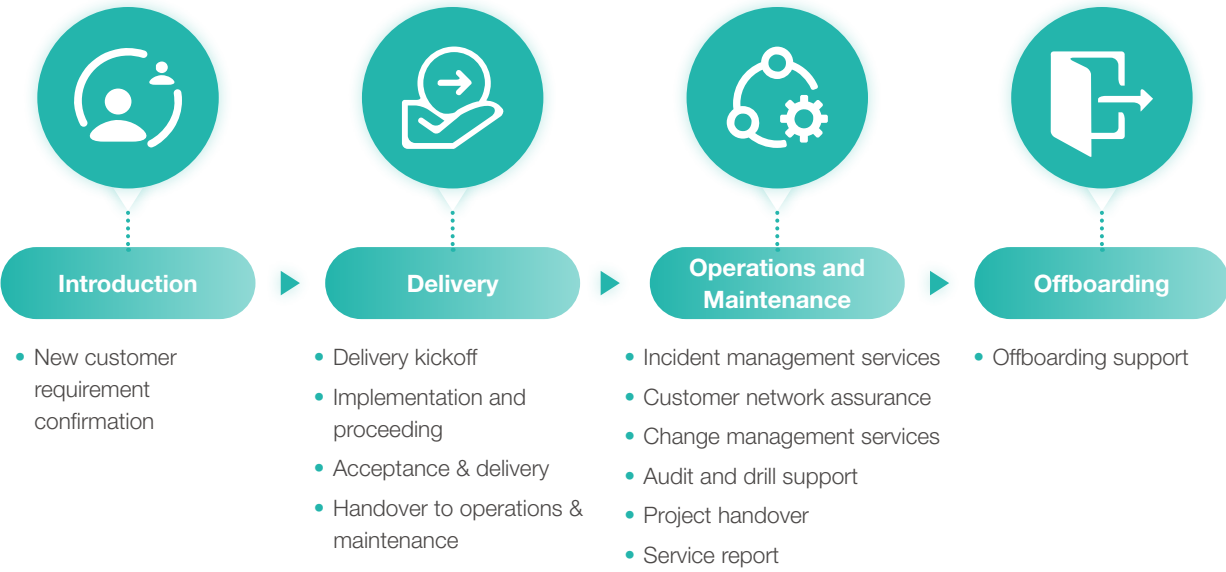 Introduction
• New customer
requirement
confirmation
Delivery
• Delivery kickoff
• Implementation and
proceeding
• Acceptance & delivery
• Handover to operations &
maintenance
Operations and
Maintenance
• Incident management services
• Customer network assurance
• Change management services
• Audit and drill support
• Project handover
• Service report
Offboarding
• Offboarding support